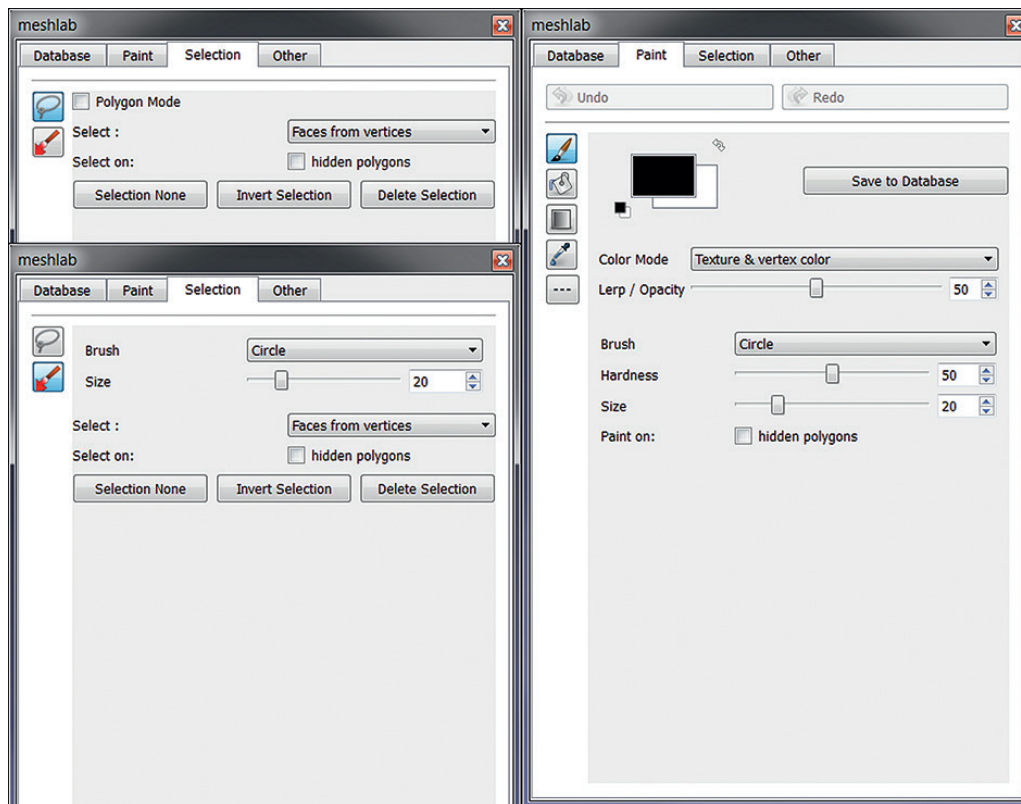 meshlab
Database Paint Selection Other
Polygon Mode
Select : Faces from vertices
Select on: hidden polygons
Selection None Invert Selection Delete Selection
meshlab
Database Paint Selection Other
Brush Circle
Size 20
Select : Faces from vertices
Select on: hidden polygons
Selection None Invert Selection Delete Selection
meshlab
Database Paint Selection Other
Undo Redo
Save to Database
Color Mode Texture & vertex color
Lerp / Opacity 50
Brush Circle
Hardness 50
Size 20
Paint on: hidden polygons